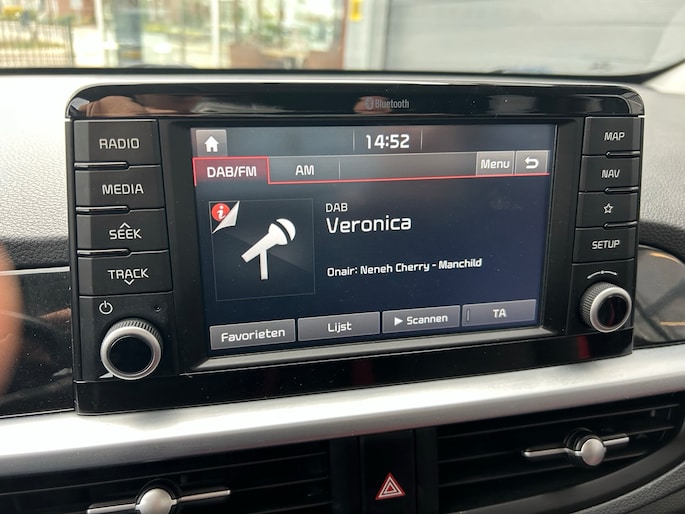 Bluetooth
RADIO
MEDIA
SEEK
TRACK
14:52
DAB/FM
AM
Menu
i
DAB
Veronica
Onair: Neneh Cherry - Manchild
Favorieten
Lijst
Scannen
TA
MAP
NAV
SETUP